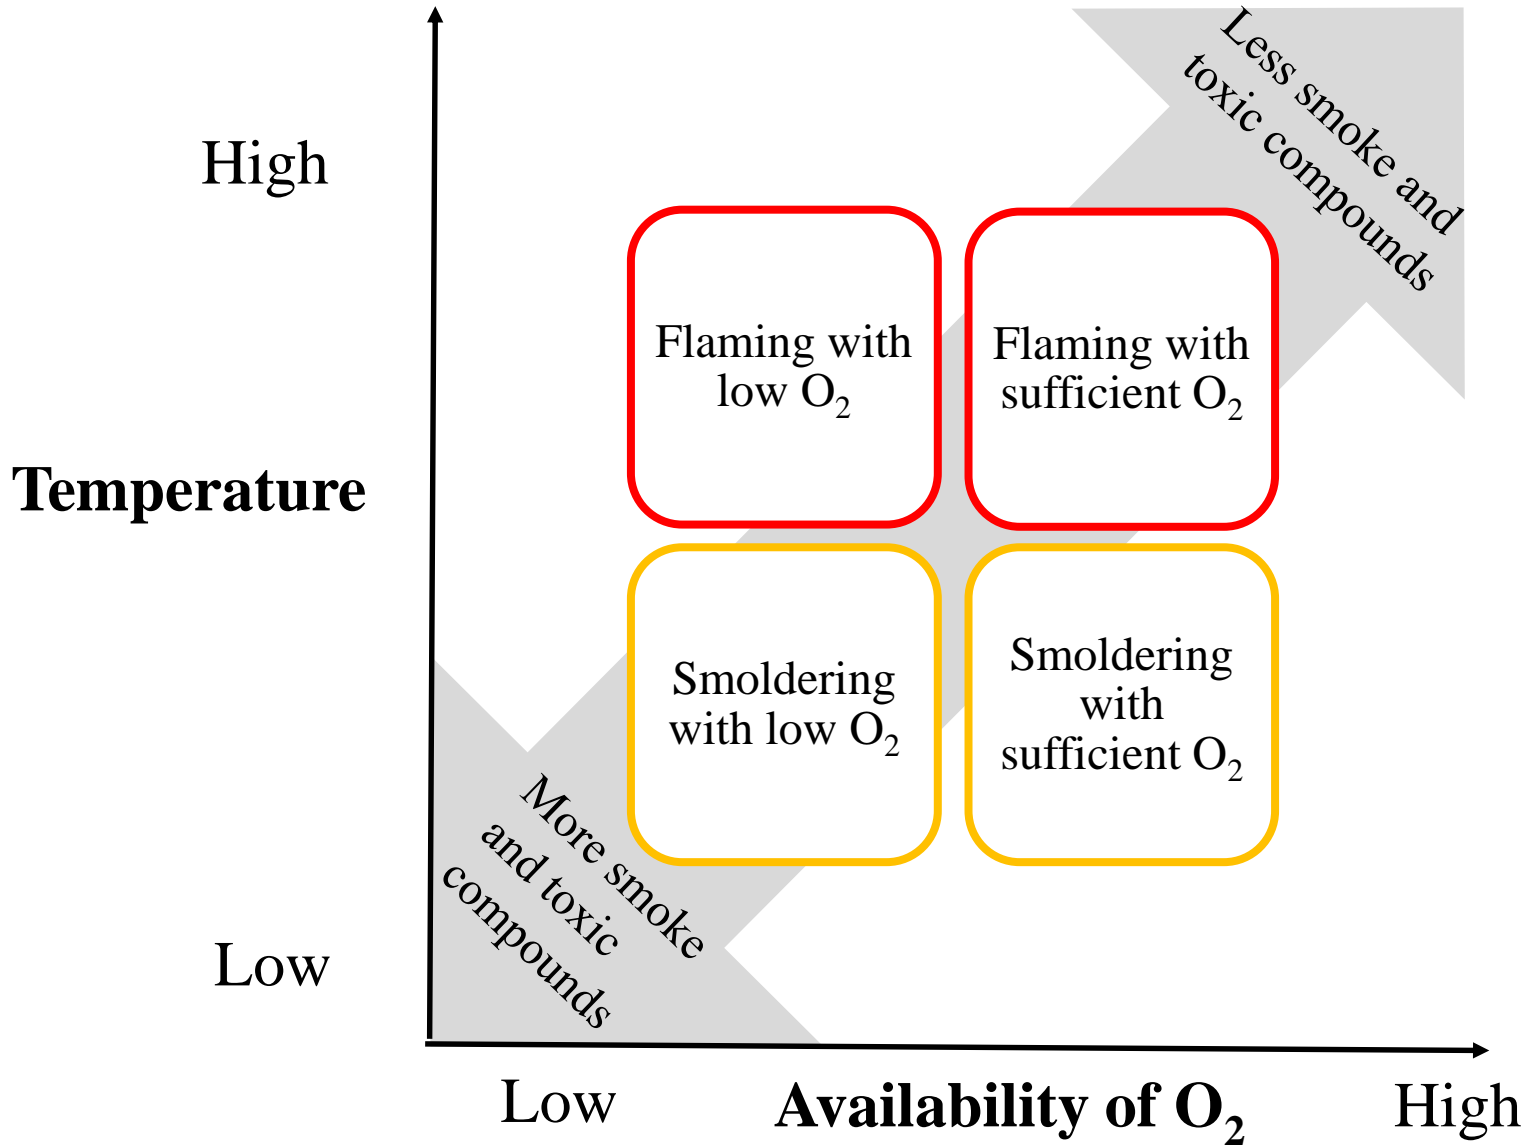 Less smoke and
toxic compounds
High
Flaming with
low O₂
Flaming with
sufficient O₂
Temperature
Smoldering
with low O₂
Smoldering
with
sufficient O₂
More smoke
and toxic
compounds
Low
Low
Availability of O₂
High